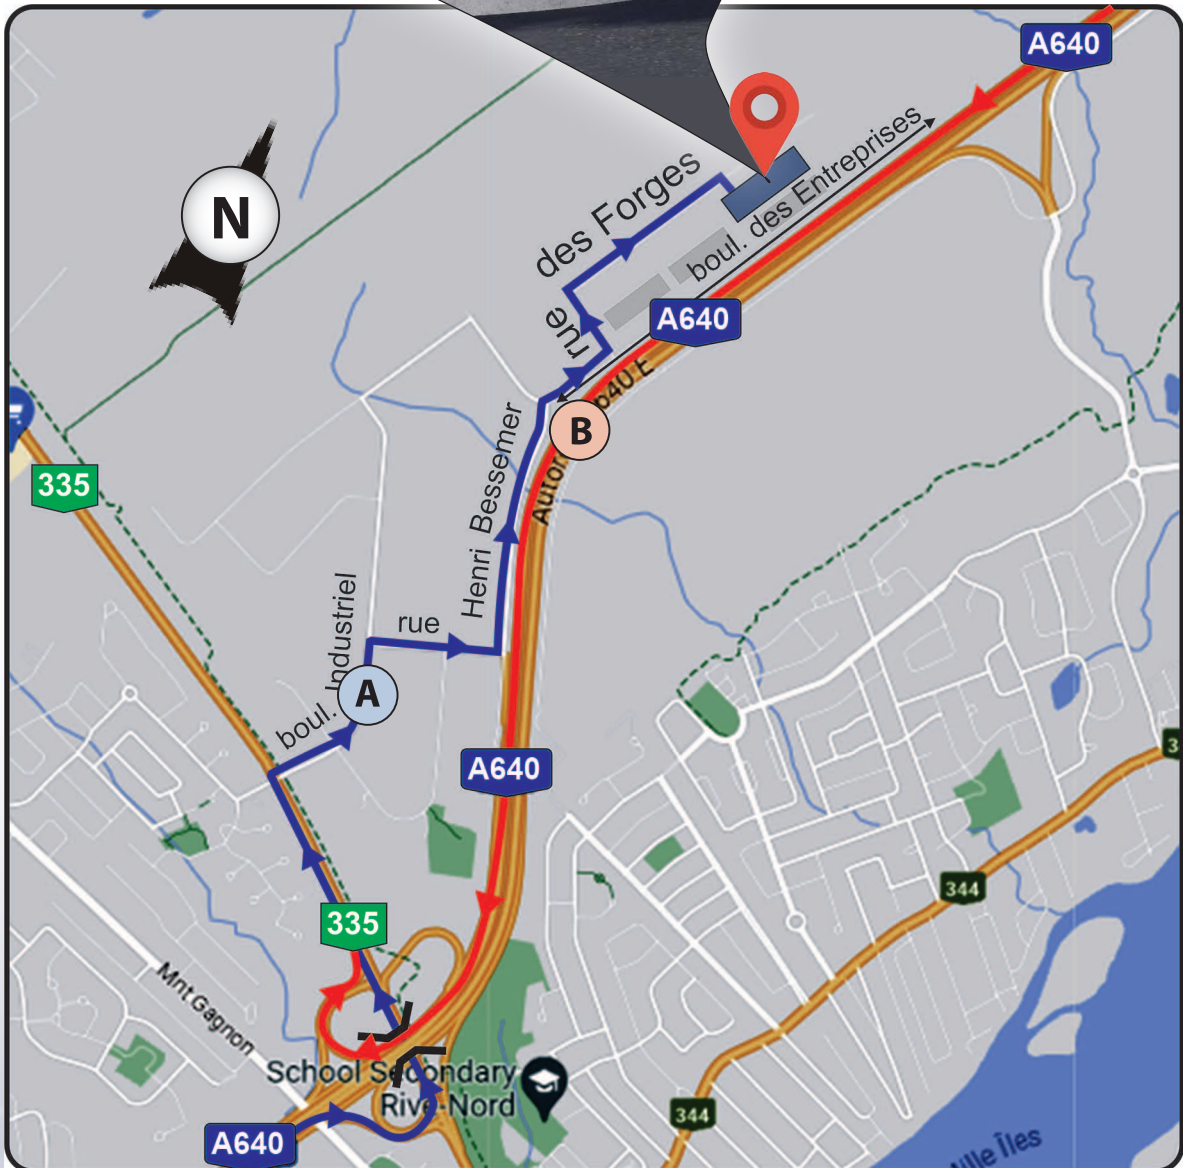 A640
N
boul. des Entreprises
rue des Forges
A640
640 E
Autor
B
335
rue Henri Bessemer
boul. Industriel
A
A640
335
344
Mnt Gagnon
School Secondary
Rive-Nord
344
A640
Îles